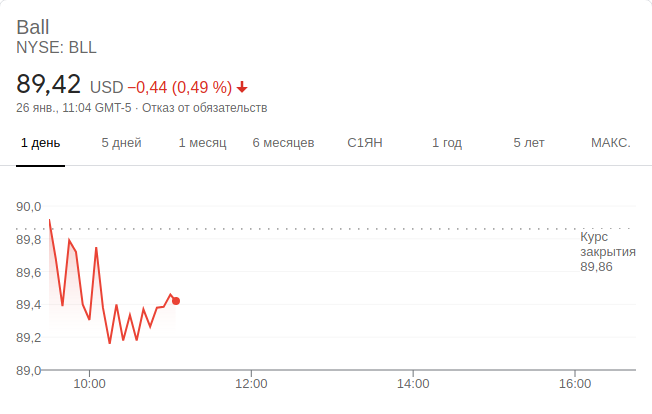 Ball
NYSE: BLL
89,42 USD −0,44 (0,49 %)
26 янв., 11:04 GMT-5 · Отказ от обязательств
1 день 5 дней 1 месяц 6 месяцев С1ЯН 1 год 5 лет МАКС.
90,0
89,8
89,6
89,4
89,2
89,0
Курс
закрытия
89,86
10:00 12:00 14:00 16:00